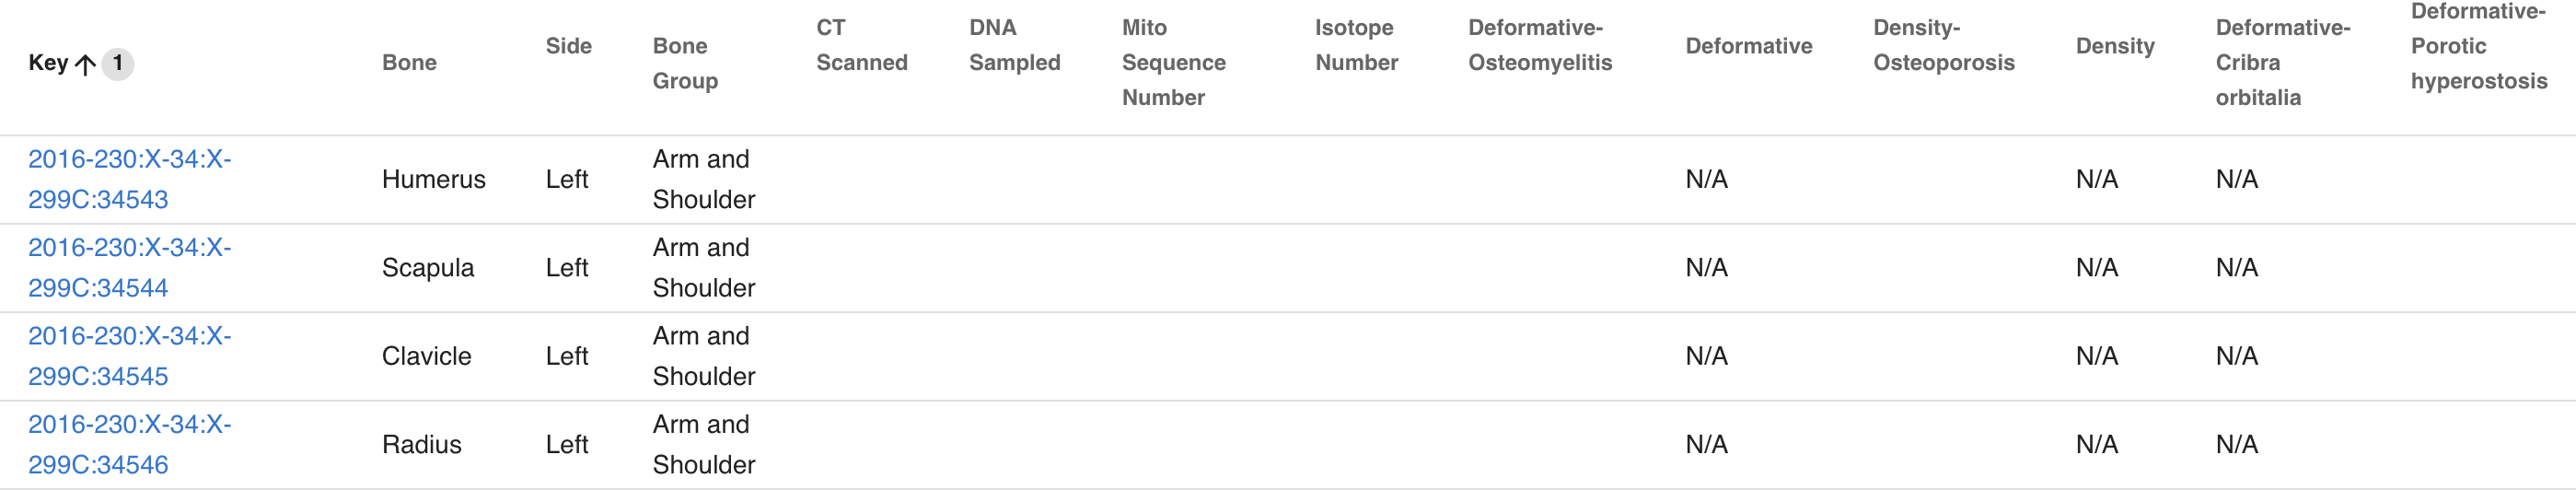 Key ↑ 1
Bone
Side
Bone
Group
CT
Scanned
DNA
Sampled
Mito
Sequence
Number
Isotope
Number
Deformative-
Osteomyelitis
Deformative
Density-
Osteoporosis
Density
Deformative-
Cribra
orbitalia
Deformative-
Porotic
hyperostosis
2016-230:X-34:X-
299C:34543
Humerus
Left
Arm and
Shoulder
N/A
N/A
N/A
2016-230:X-34:X-
299C:34544
Scapula
Left
Arm and
Shoulder
N/A
N/A
N/A
2016-230:X-34:X-
299C:34545
Clavicle
Left
Arm and
Shoulder
N/A
N/A
N/A
2016-230:X-34:X-
299C:34546
Radius
Left
Arm and
Shoulder
N/A
N/A
N/A